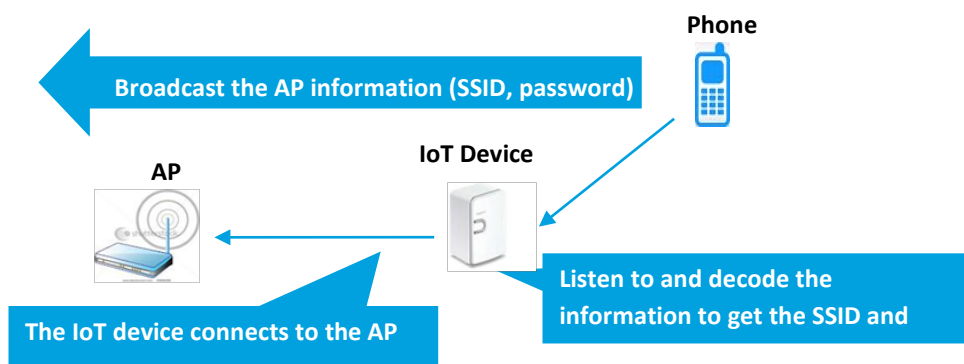 Phone
Broadcast the AP information (SSID, password)
IoT Device
AP
Listen to and decode the
information to get the SSID and
The IoT device connects to the AP